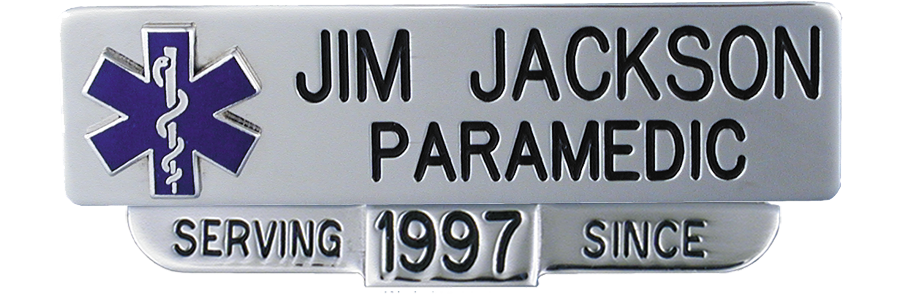 JIM JACKSON
PARAMEDIC
SERVING 1997 SINCE